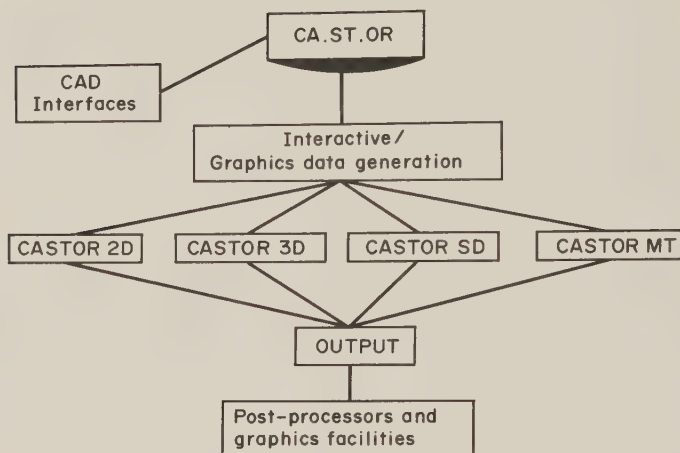 CA.ST.OR
CAD
Interfaces
Interactive/
Graphics data generation
CASTOR 2D
CASTOR 3D
CASTOR SD
CASTOR MT
OUTPUT
Post-processors and
graphics facilities